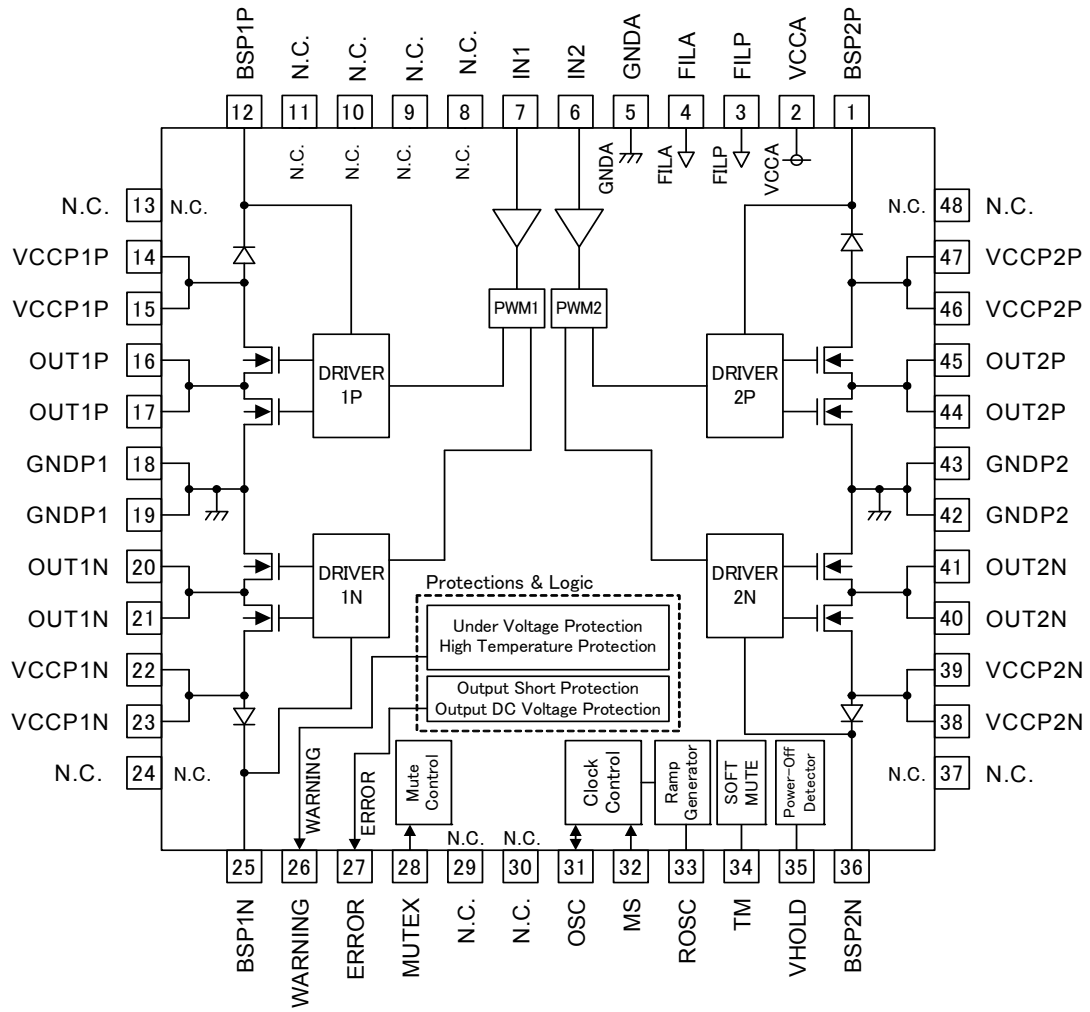 BSP1P
N.C.
N.C.
N.C.
N.C.
IN1
IN2
GNDA
FILA
FILP
VCCA
BSP2P
12
11
10
9
8
7
6
5
4
3
2
1
N.C.
N.C.
N.C.
N.C.
GNDA
FILA
FILP
VCCA
N.C. 13 N.C.
N.C. 48 N.C.
VCCP1P 14
47 VCCP2P
VCCP1P 15
PWM1
PWM2
46 VCCP2P
OUT1P 16
DRIVER
1P
DRIVER
2P
45 OUT2P
OUT1P 17
44 OUT2P
GNDP1 18
43 GNDP2
GNDP1 19
42 GNDP2
OUT1N 20
DRIVER
1N
DRIVER
2N
41 OUT2N
OUT1N 21
40 OUT2N
Protections & Logic
Under Voltage Protection
High Temperature Protection
Output Short Protection
Output DC Voltage Protection
VCCP1N 22
39 VCCP2N
VCCP1N 23
38 VCCP2N
N.C. 24 N.C.
N.C. 37 N.C.
WARNING
ERROR
Mute
Control
Clock
Control
Ramp
Generator
SOFT
MUTE
Power-Off
Detector
N.C.
N.C.
25
26
27
28
29
30
31
32
33
34
35
36
BSP1N
WARNING
ERROR
MUTEX
N.C.
N.C.
OSC
MS
ROSC
TM
VHOLD
BSP2N